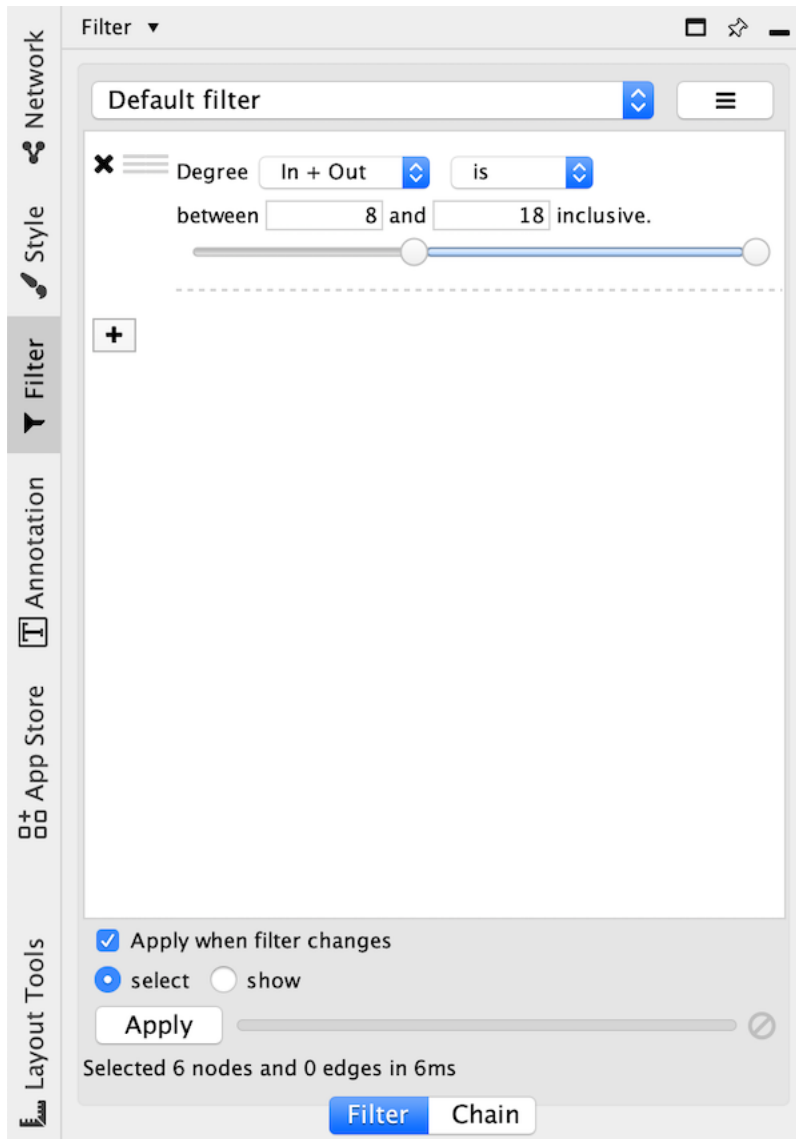 Filter ▼
Network
Style
Filter
Annotation
App Store
Layout Tools
Default filter
Degree In + Out is
between 8 and 18 inclusive.
+
Apply when filter changes
select show
Apply
Selected 6 nodes and 0 edges in 6ms
Filter Chain